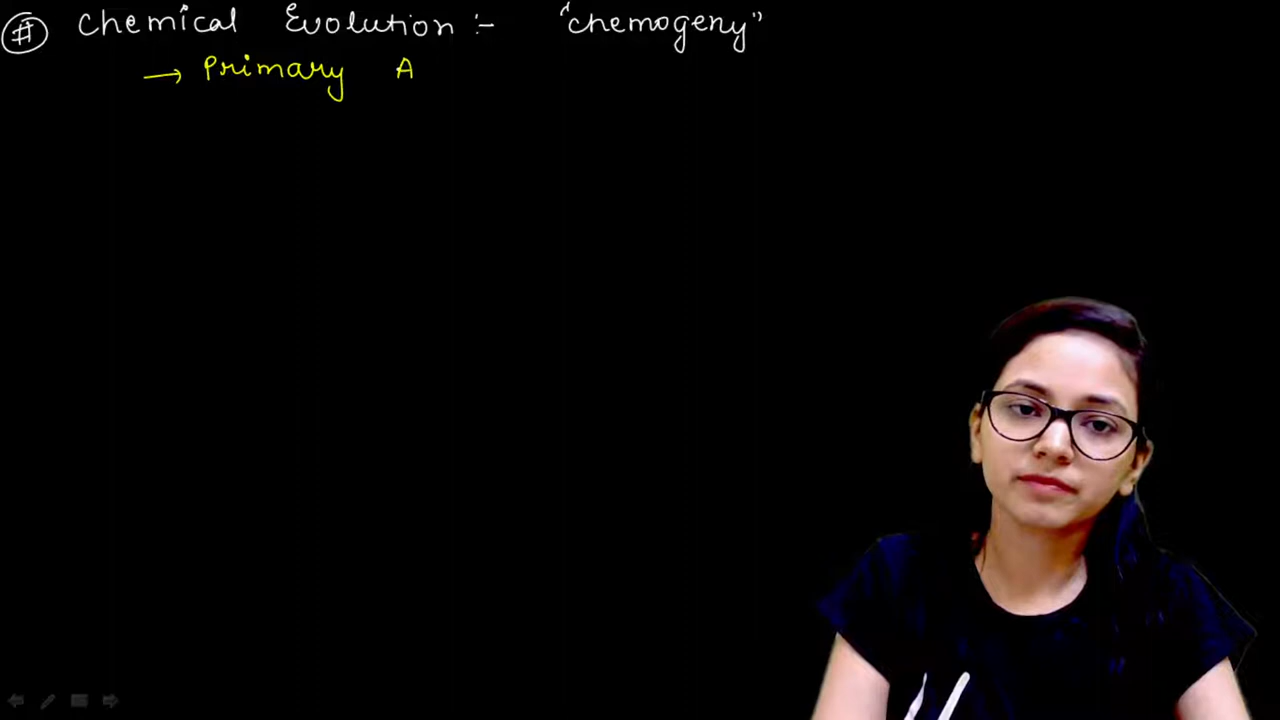 # Chemical Evolution :- "chemogeny"
→ Primary A